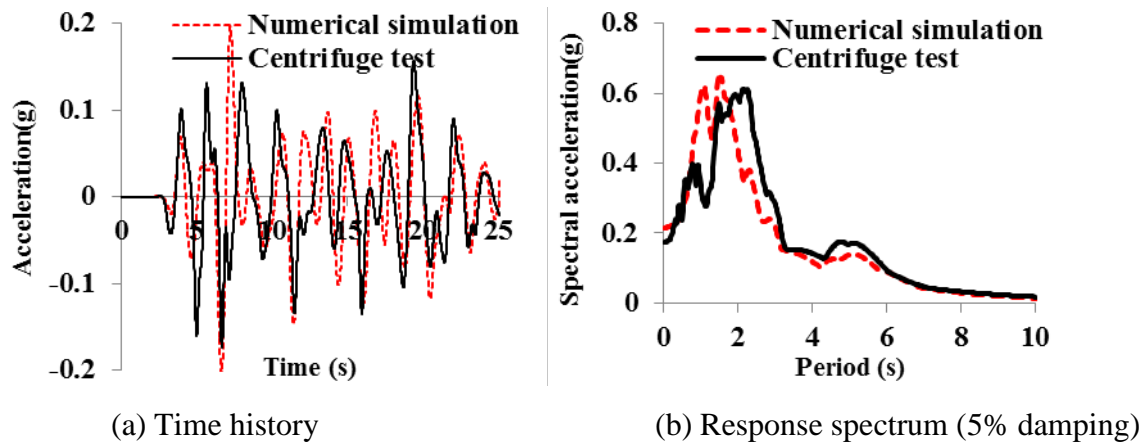 Numerical simulation
Centrifuge test
0.2
0.1
0
-0.1
-0.2
Acceleration(g)
0 5 10 15 20 25
Time (s)
(a) Time history
Numerical simulation
Centrifuge test
0.8
0.6
0.4
0.2
0
Spectral acceleration(g)
0 2 4 6 8 10
Period (s)
(b) Response spectrum (5% damping)